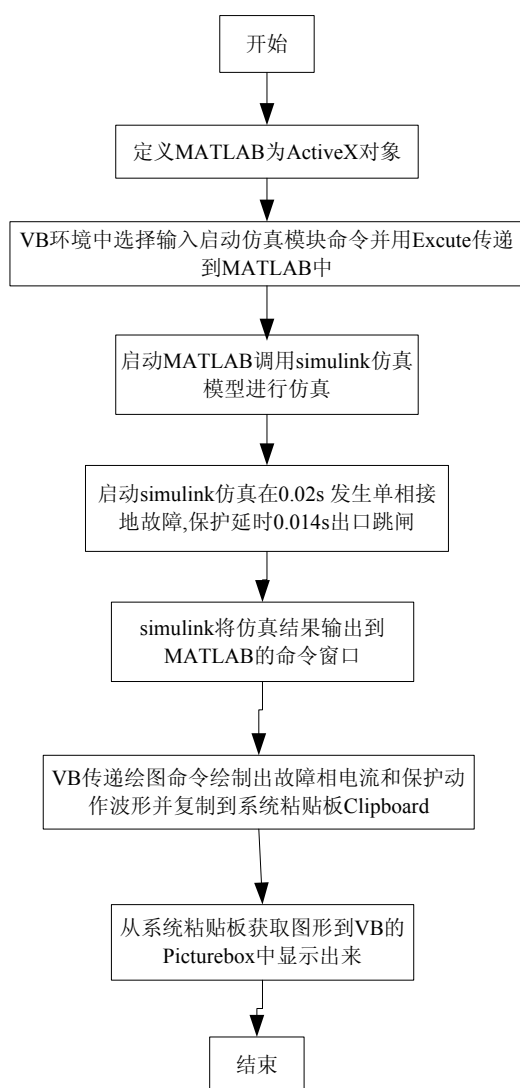 开始
定义MATLAB为ActiveX对象
VB环境中选择输入启动仿真模块命令并用Excute传递
到MATLAB中
启动MATLAB调用simulink仿真
模型进行仿真
启动simulink仿真在0.02s 发生单相接
地故障,保护延时0.014s出口跳闸
simulink将仿真结果输出到
MATLAB的命令窗口
VB传递绘图命令绘制出故障相电流和保护动
作波形并复制到系统粘贴板Clipboard
从系统粘贴板获取图形到VB的
Picturebox中显示出来
结束